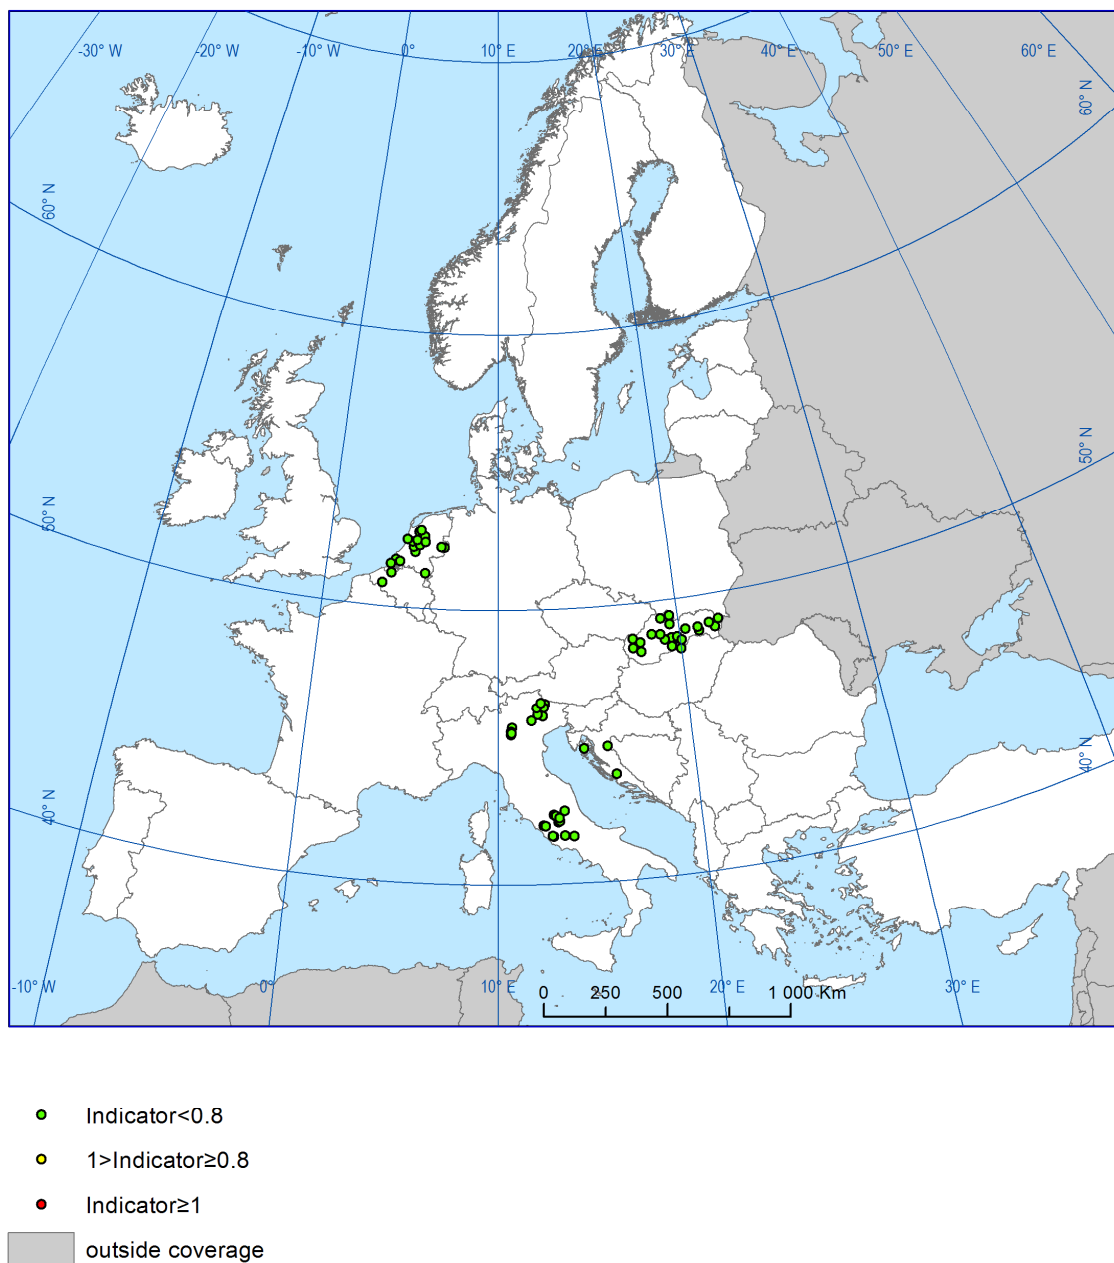 -30° W -20° W -10° W 0° 10° E 20° E 30° E 40° E 50° E 60° E
60° N
60° N
50° N
50° N
40° N
40° N
-10° W 0° 10° E 20° E 30° E
0 250 500 1 000 Km
Indicator<0.8
1>Indicator≥0.8
Indicator≥1
outside coverage